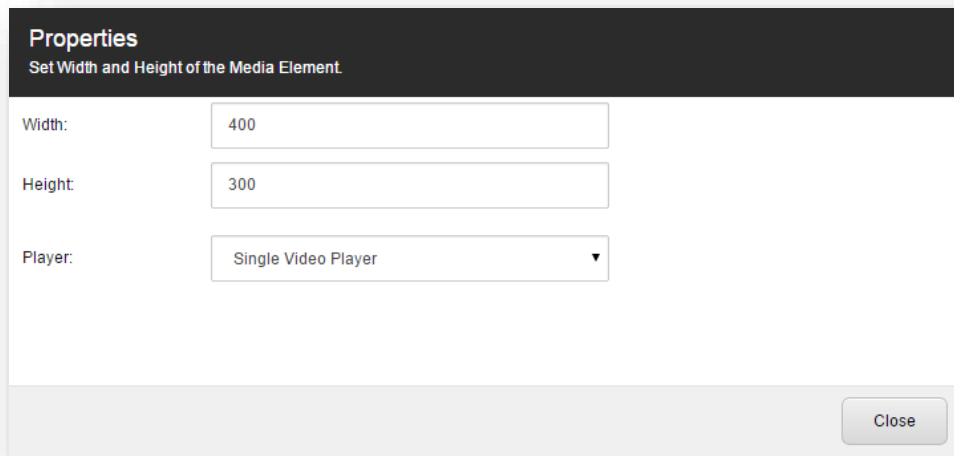 Properties
Set Width and Height of the Media Element.
Width:
400
Height:
300
Player:
Single Video Player
Close